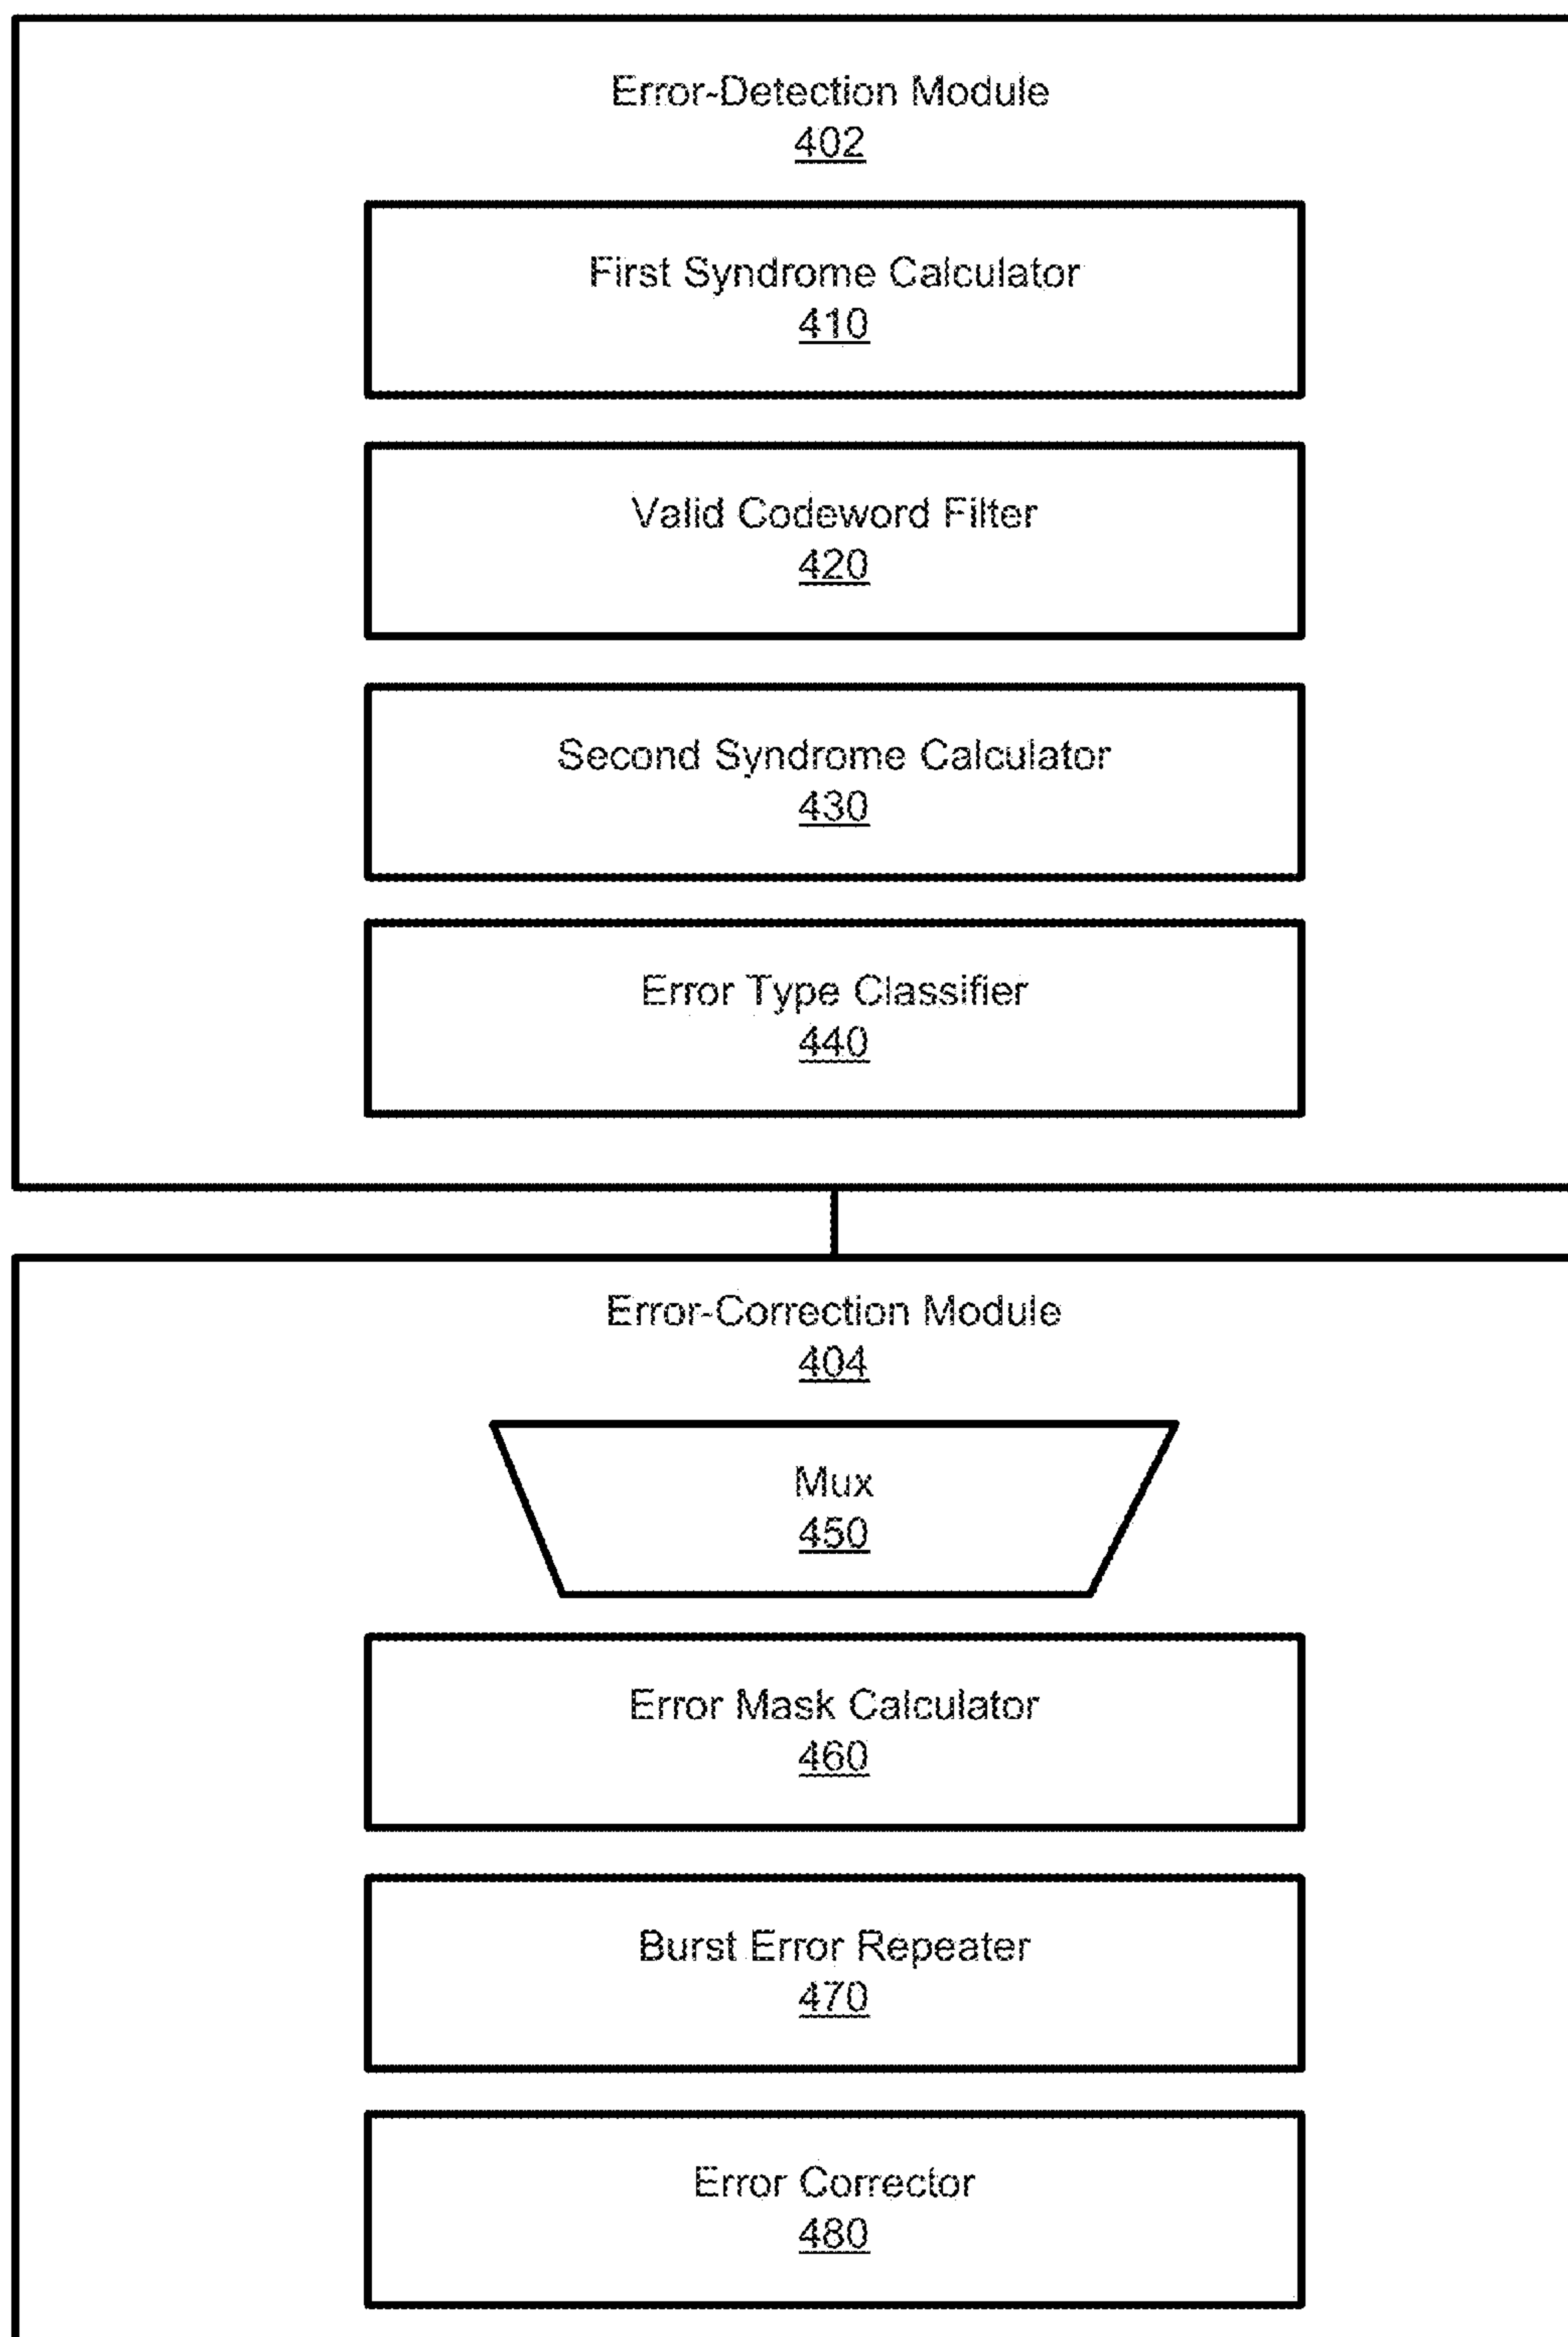 Error-Detection Module
402
First Syndrome Calculator
410
Valid Codeword Filter
420
Second Syndrome Calculator
430
Error Type Classifier
440
Error-Correction Module
404
Mux
450
Error Mask Calculator
460
Burst Error Repeater
470
Error Corrector
480